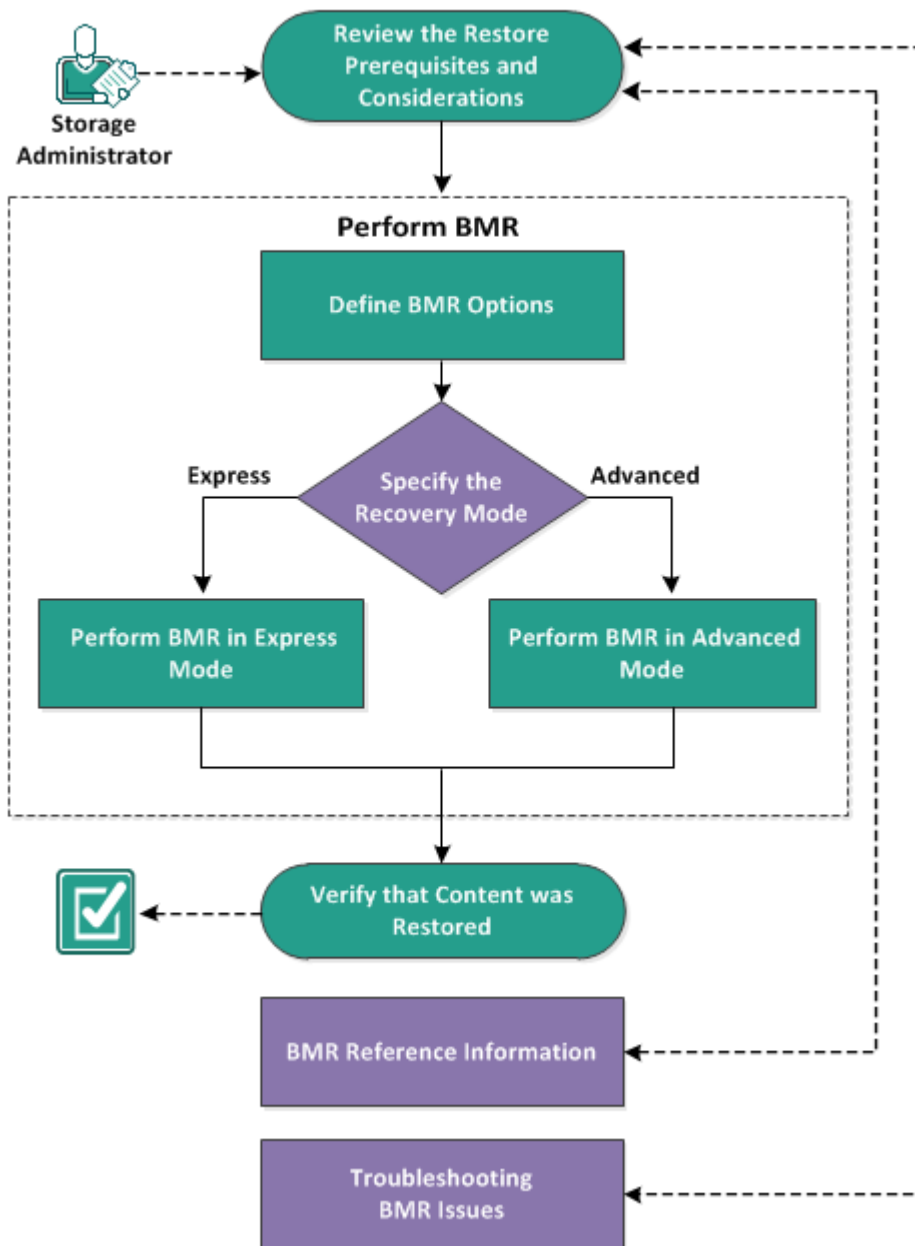 Review the Restore
Prerequisites and
Considerations
Storage
Administrator
Perform BMR
Define BMR Options
Express
Specify the
Recovery Mode
Advanced
Perform BMR in Express
Mode
Perform BMR in Advanced
Mode
Verify that Content was
Restored
BMR Reference Information
Troubleshooting
BMR Issues